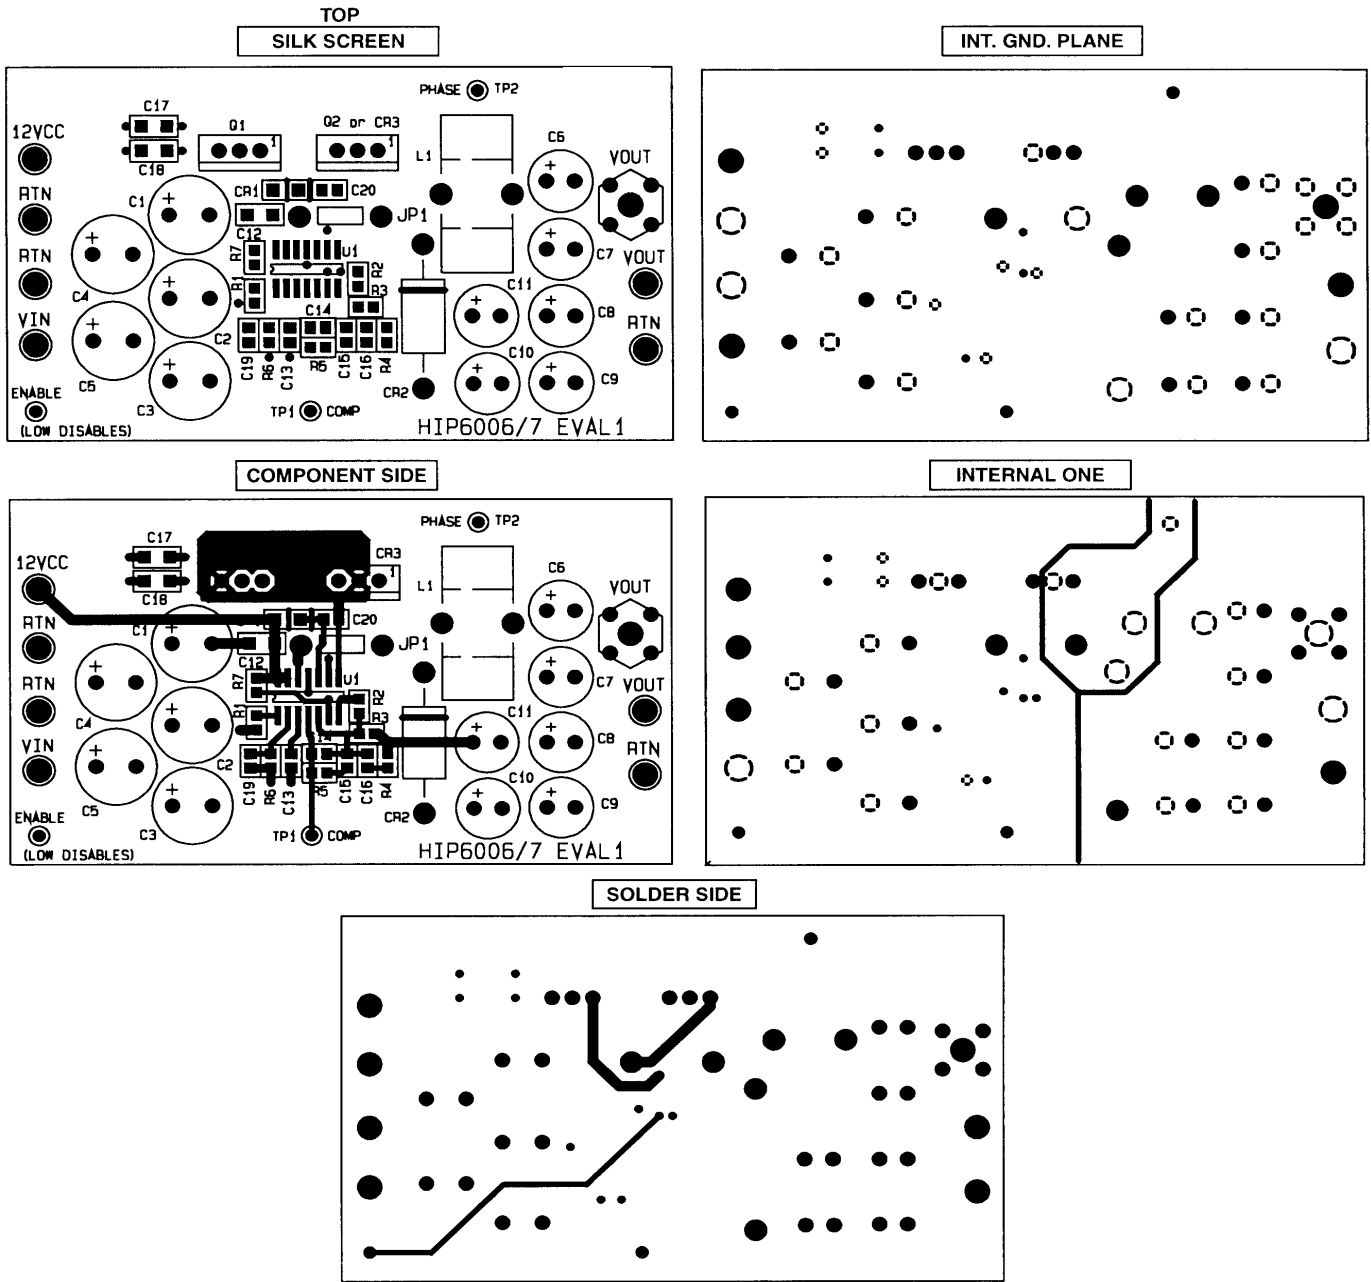 TOP
SILK SCREEN
PHASE TP2
C17
12VCC
Q1
1
Q2 or CR3
1
C6
L1
VOUT
C18
RTN
CR1
C20
C1
JP1
C12
RTN
R7
U1
C7
VOUT
R2
C4
R1
R3
C11
VIN
C14
C8
RTN
C2
C5
C19
R6
C13
R5
C15
C16
R4
C10
C9
ENABLE
C3
CR2
TP1
COMP
(LOW DISABLES)
HIP6006/7 EVAL1
INT. GND. PLANE
COMPONENT SIDE
PHASE TP2
C17
12VCC
CR3
1
C6
L1
VOUT
C18
RTN
C20
C1
JP1
C12
RTN
R7
U1
C7
VOUT
R2
C4
R1
R3
C11
VIN
C8
RTN
C2
C5
C19
R6
C13
R5
C15
C16
R4
C10
C9
ENABLE
C3
CR2
TP1
COMP
(LOW DISABLES)
HIP6006/7 EVAL1
INTERNAL ONE
SOLDER SIDE